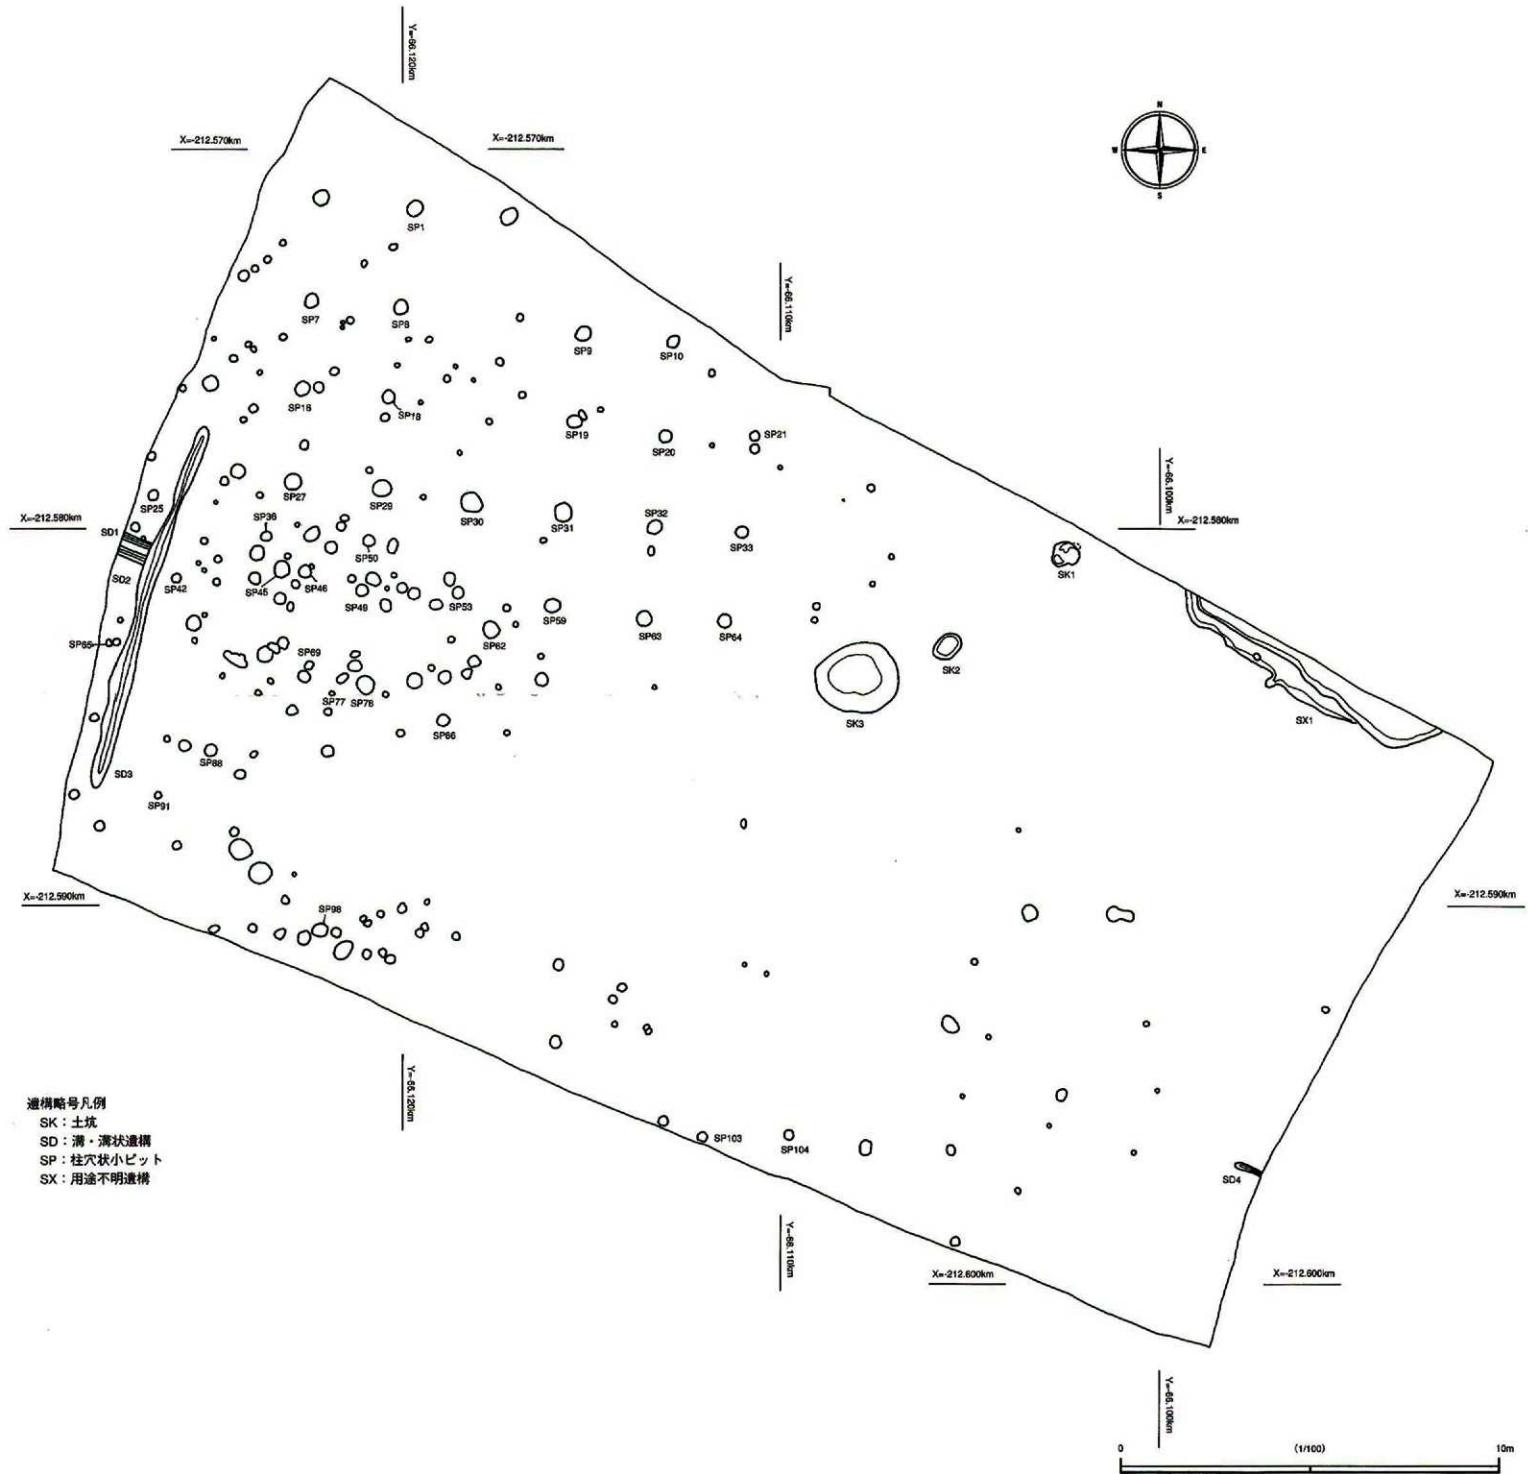 Y=-66.120km
X=-212.570km
X=-212.570km
N
W
E
S
SP1
Y=-66.110km
SP7
SP8
SP9
SP10
SP16
SP18
SP19
SP20
SP21
Y=-66.100km
SP27
SP29
SP30
SP25
SP31
SP32
SP33
SP36
X=-212.580km
X=-212.580km
SD1
SP50
SK1
SD2
SP42
SP45
SP46
SP49
SP53
SP59
SP63
SP64
SP65
SP62
SP69
SK2
SP77
SP78
SK3
SX1
SP66
SP88
SD3
SP91
X=-212.590km
X=-212.590km
SP98
Y=-66.120km
遺構略号凡例
SK：土坑
SD：溝・溝状遺構
SP：柱穴状小ピット
SX：用途不明遺構
SP103
SP104
SD4
Y=-66.110km
X=-212.600km
X=-212.600km
Y=-66.100km
0 (1/100) 10m